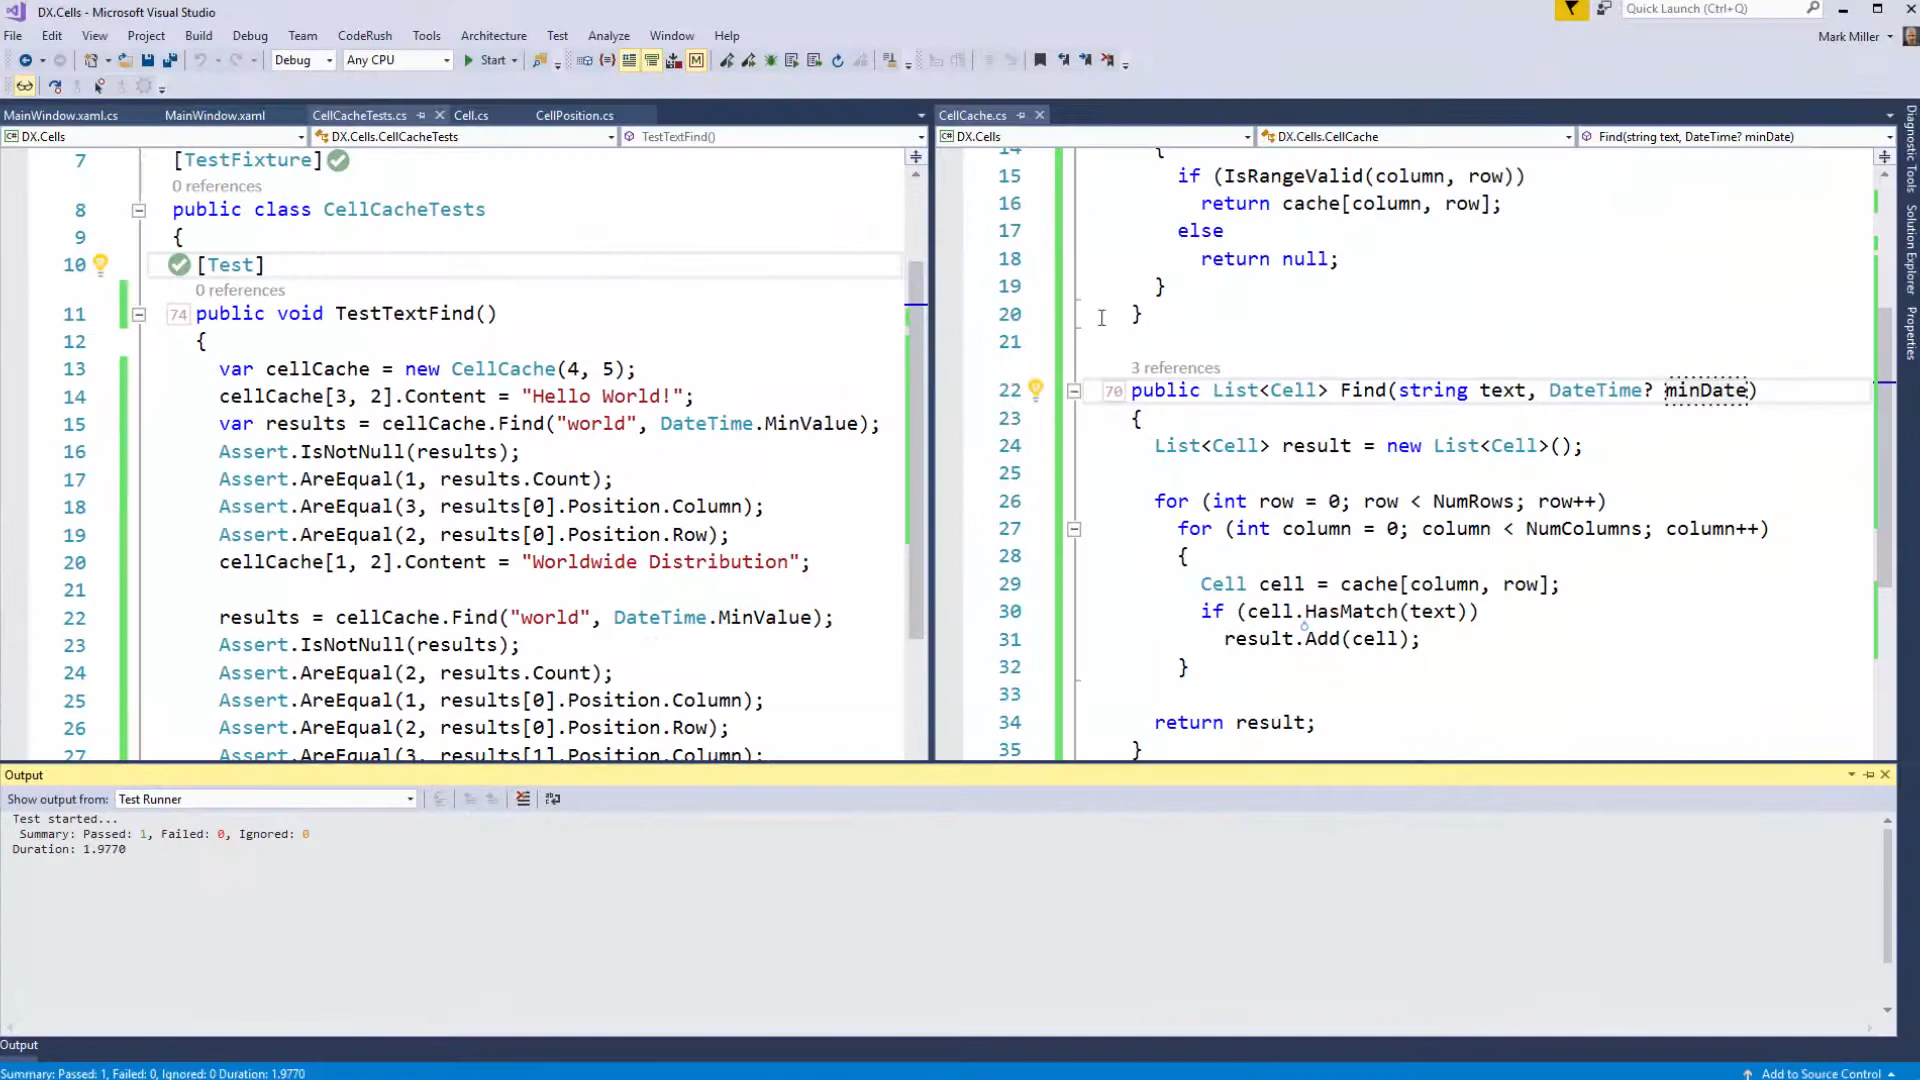 DX.Cells - Microsoft Visual Studio
Quick Launch (Ctrl+Q)
File Edit View Project Build Debug Team CodeRush Tools Architecture Test Analyze Window Help
Mark Miller
Debug Any CPU Start
MainWindow.xaml.cs MainWindow.xaml CellCacheTests.cs Cell.cs CellPosition.cs
DX.Cells DX.Cells.CellCacheTests TestTextFind()
7 [TestFixture]
0 references
8 public class CellCacheTests
9 {
10 [Test]
0 references
11 74 public void TestTextFind()
12 {
13 var cellCache = new CellCache(4, 5);
14 cellCache[3, 2].Content = "Hello World!";
15 var results = cellCache.Find("world", DateTime.MinValue);
16 Assert.IsNotNull(results);
17 Assert.AreEqual(1, results.Count);
18 Assert.AreEqual(3, results[0].Position.Column);
19 Assert.AreEqual(2, results[0].Position.Row);
20 cellCache[1, 2].Content = "Worldwide Distribution";
21
22 results = cellCache.Find("world", DateTime.MinValue);
23 Assert.IsNotNull(results);
24 Assert.AreEqual(2, results.Count);
25 Assert.AreEqual(1, results[0].Position.Column);
26 Assert.AreEqual(2, results[0].Position.Row);
27 Assert.AreEqual(3, results[1].Position.Column);
CellCache.cs
DX.Cells DX.Cells.CellCache Find(string text, DateTime? minDate)
14 {
15 if (IsRangeValid(column, row))
16 return cache[column, row];
17 else
18 return null;
19 }
20 }
21
3 references
22 70 public List<Cell> Find(string text, DateTime? minDate)
23 {
24 List<Cell> result = new List<Cell>();
25
26 for (int row = 0; row < NumRows; row++)
27 for (int column = 0; column < NumColumns; column++)
28 {
29 Cell cell = cache[column, row];
30 if (cell.HasMatch(text))
31 result.Add(cell);
32 }
33
34 return result;
35 }
Diagnostic Tools
Solution Explorer
Properties
Output
Show output from: Test Runner
Test started...
Summary: Passed: 1, Failed: 0, Ignored: 0
Duration: 1.9770
Output
Summary: Passed: 1, Failed: 0, Ignored: 0 Duration: 1.9770
Add to Source Control